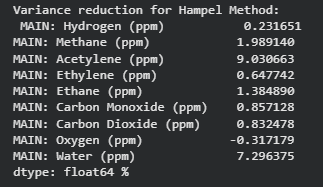 Variance reduction for Hampel Method:
MAIN: Hydrogen (ppm) 0.231651
MAIN: Methane (ppm) 1.989140
MAIN: Acetylene (ppm) 9.030663
MAIN: Ethylene (ppm) 0.647742
MAIN: Ethane (ppm) 1.384890
MAIN: Carbon Monoxide (ppm) 0.857128
MAIN: Carbon Dioxide (ppm) 0.832478
MAIN: Oxygen (ppm) -0.317179
MAIN: Water (ppm) 7.296375
dtype: float64 %